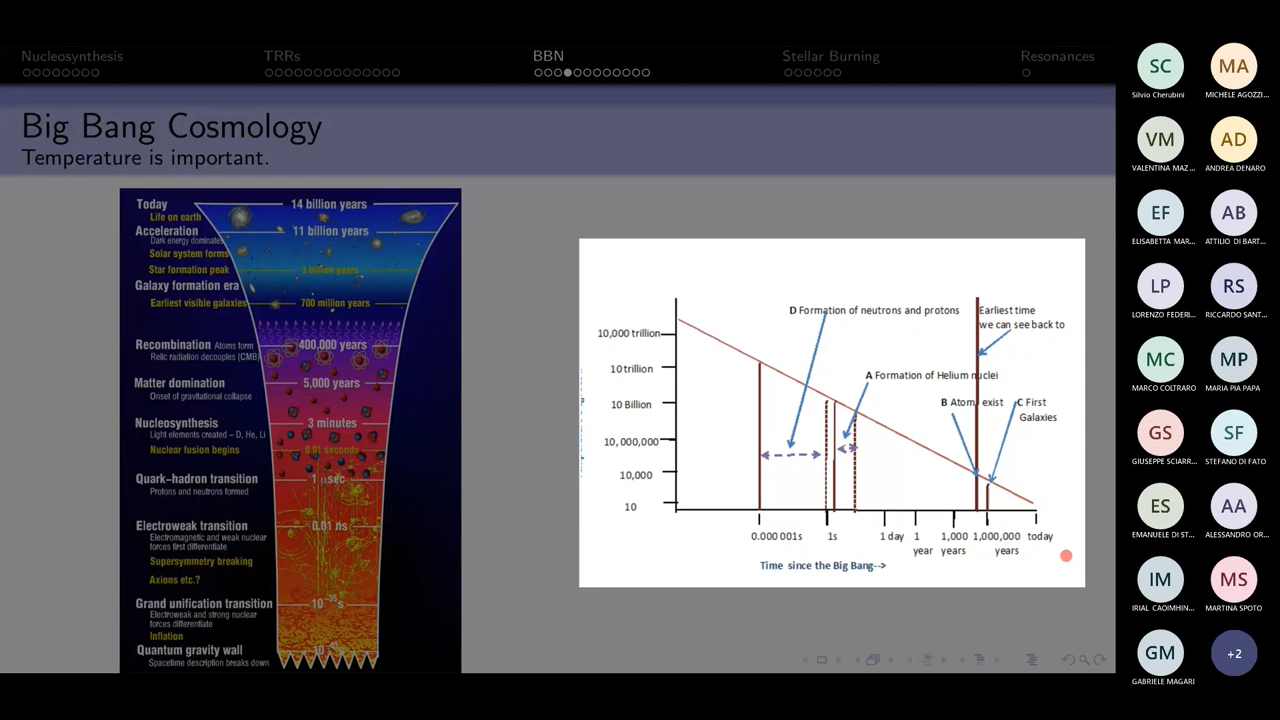 Nucleosynthesis
TRRs
BBN
Stellar Burning
Resonances
Big Bang Cosmology
Temperature is important.
Today
14 billion years
Life on earth
Acceleration
11 billion years
Dark energy dominates
Solar system forms
Star formation peak
3 billion years
Galaxy formation era
Earliest visible galaxies
700 million years
Recombination Atoms form
400,000 years
Relic radiation decouples (CMB)
Matter domination
5,000 years
Onset of gravitational collapse
Nucleosynthesis
3 minutes
Light elements created – D, He, Li
Nuclear fusion begins
0.01 seconds
Quark–hadron transition
1 μsec
Protons and neutrons formed
Electroweak transition
0.01 ns
Electromagnetic and weak nuclear
forces first differentiate
Supersymmetry breaking
Axions etc.?
Grand unification transition
10⁻³⁵s
Electroweak and strong nuclear
forces differentiate
Inflation
Quantum gravity wall
Spacetime description breaks down
D Formation of neutrons and protons
Earliest time
we can see back to
10,000 trillion
10 trillion
A Formation of Helium nuclei
10 Billion
B Atom exist
C First
Galaxies
10,000,000
10,000
10
0.000 001s
1s
1 day
1
year
1,000
years
1,000,000
years
today
Time since the Big Bang-->
SC
Silvio Cherubini
MA
MICHELE AGOZZI...
VM
VALENTINA MAZ...
AD
ANDREA DENARO
EF
ELISABETTA MAR...
AB
ATTILIO DI BART...
LP
LORENZO FEDERI...
RS
RICCARDO SANT...
MC
MARCO COLTRARO
MP
MARIA PIA PAPA
GS
GIUSEPPE SCIARR...
SF
STEFANO DI FATO
ES
EMANUELE DI ST...
AA
ALESSANDRO OR...
IM
IRIAL CAOIMHIN...
MS
MARTINA SPOTO
GM
GABRIELE MAGARI
+2